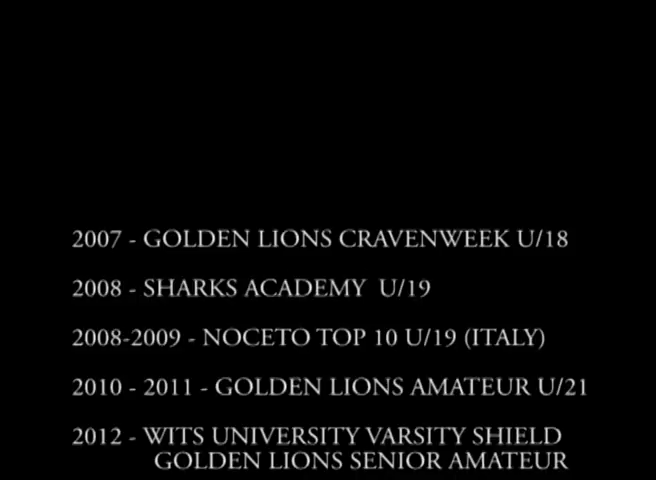 2007 - GOLDEN LIONS CRAVENWEEK U/18
2008 - SHARKS ACADEMY U/19
2008-2009 - NOCETO TOP 10 U/19 (ITALY)
2010 - 2011 - GOLDEN LIONS AMATEUR U/21
2012 - WITS UNIVERSITY VARSITY SHIELD
GOLDEN LIONS SENIOR AMATEUR